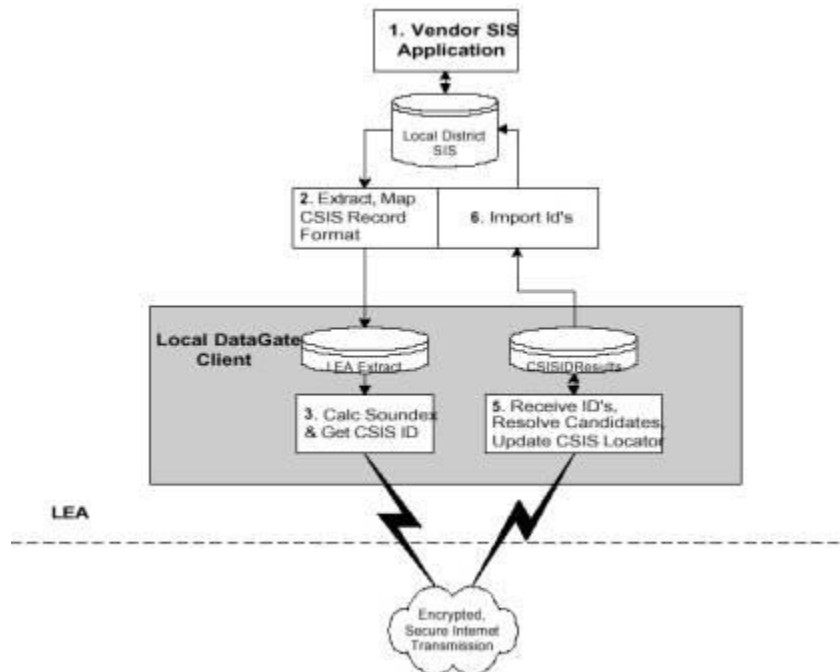 1. Vendor SIS
Application
Local District
SIS
2. Extract, Map
CSIS Record
Format
6. Import Id's
Local DataGate
Client
LEA Extract
CSISIDResults
3. Calc Soundex
& Get CSIS ID
5. Receive ID's,
Resolve Candidates,
Update CSIS Locator
LEA
Encrypted,
Secure Internet
Transmission